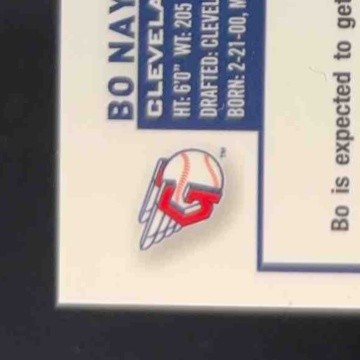 BO NAY
CLEVELA
HT: 6'0" WT: 205
DRAFTED: CLEVEL
BORN: 2-21-00, M
G
TM
Bo is expected to get